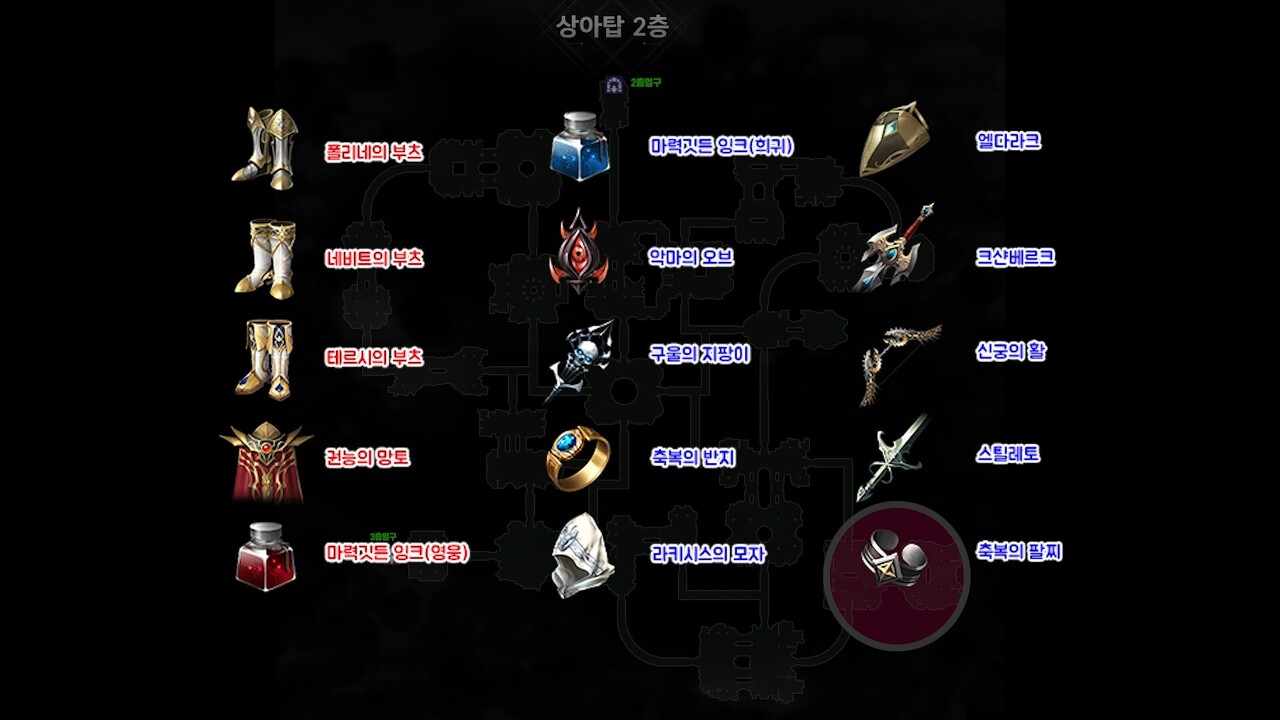 상아탑 2층
2층입구
폴리네의 부츠
마력깃든 잉크(희귀)
엘다라크
네비트의 부츠
악마의 오브
크샨베르크
테르시의 부츠
구울의 지팡이
신궁의 활
권능의 망토
축복의 반지
스틸레토
3층입구
마력깃든 잉크(영웅)
라키시스의 모자
축복의 팔찌